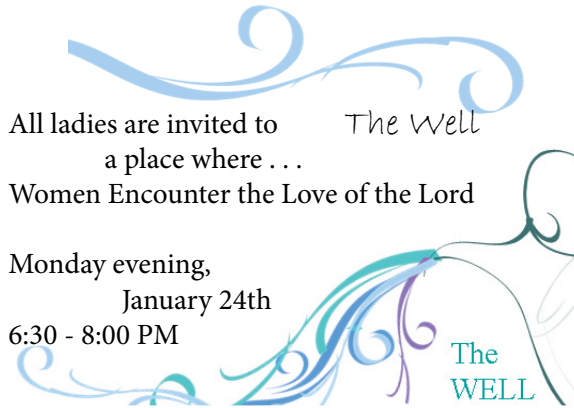 All ladies are invited to The Well
a place where . . .
Women Encounter the Love of the Lord
Monday evening,
January 24th
6:30 - 8:00 PM
The
WELL